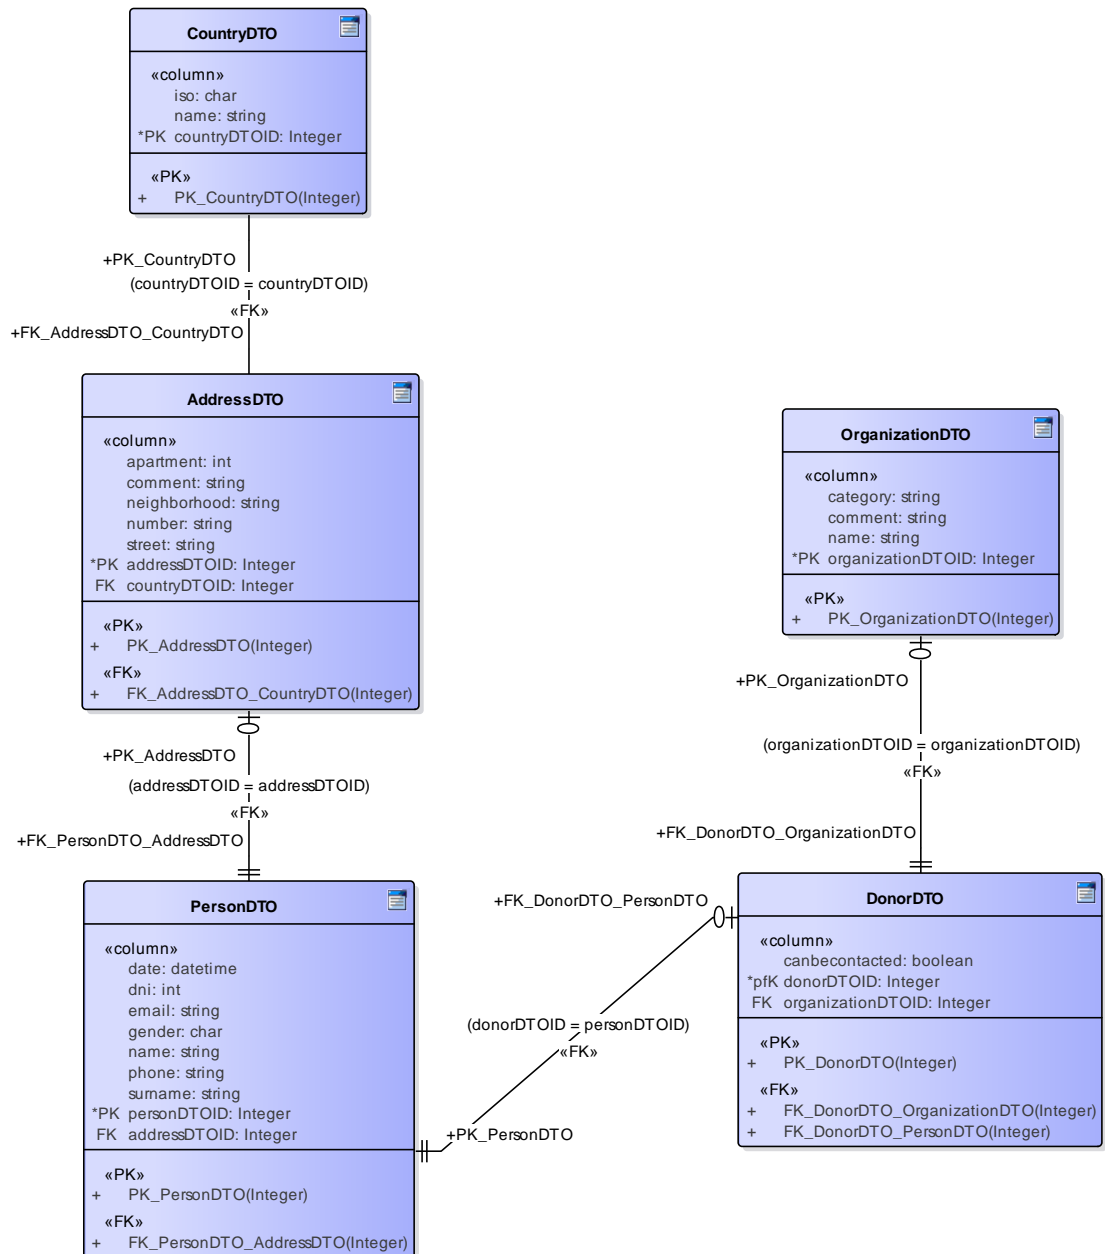 CountryDTO
«column»
iso: char
name: string
*PK countryDTOID: Integer
«PK»
+ PK_CountryDTO(Integer)
+PK_CountryDTO
(countryDTOID = countryDTOID)
«FK»
+FK_AddressDTO_CountryDTO
AddressDTO
«column»
apartment: int
comment: string
neighborhood: string
number: string
street: string
*PK addressDTOID: Integer
FK countryDTOID: Integer
«PK»
+ PK_AddressDTO(Integer)
«FK»
+ FK_AddressDTO_CountryDTO(Integer)
+PK_AddressDTO
(addressDTOID = addressDTOID)
«FK»
+FK_PersonDTO_AddressDTO
PersonDTO
«column»
date: datetime
dni: int
email: string
gender: char
name: string
phone: string
surname: string
*PK personDTOID: Integer
FK addressDTOID: Integer
«PK»
+ PK_PersonDTO(Integer)
«FK»
+ FK_PersonDTO_AddressDTO(Integer)
OrganizationDTO
«column»
category: string
comment: string
name: string
*PK organizationDTOID: Integer
«PK»
+ PK_OrganizationDTO(Integer)
+PK_OrganizationDTO
(organizationDTOID = organizationDTOID)
«FK»
+FK_DonorDTO_OrganizationDTO
+FK_DonorDTO_PersonDTO
(donorDTOID = personDTOID)
«FK»
+PK_PersonDTO
DonorDTO
«column»
canbecontacted: boolean
*pfK donorDTOID: Integer
FK organizationDTOID: Integer
«PK»
+ PK_DonorDTO(Integer)
«FK»
+ FK_DonorDTO_OrganizationDTO(Integer)
+ FK_DonorDTO_PersonDTO(Integer)